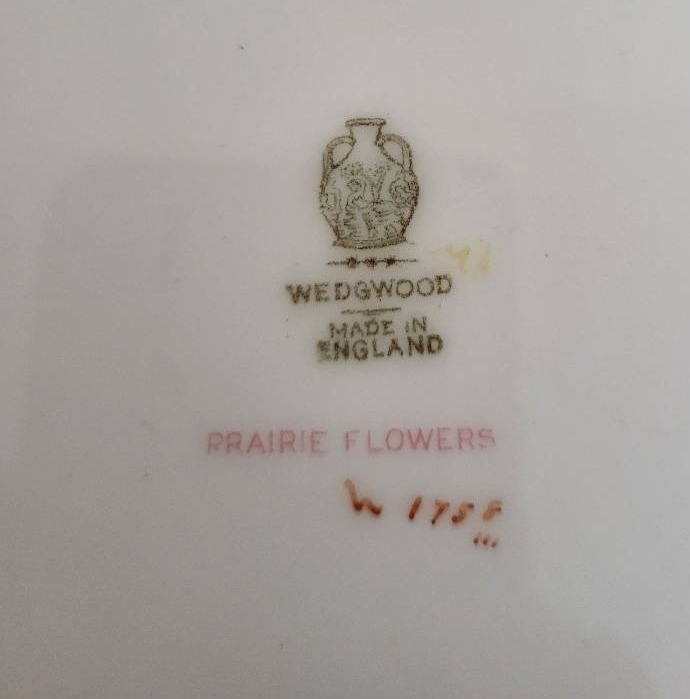 WEDGWOOD
MADE IN
ENGLAND
PRAIRIE FLOWERS
W 1758